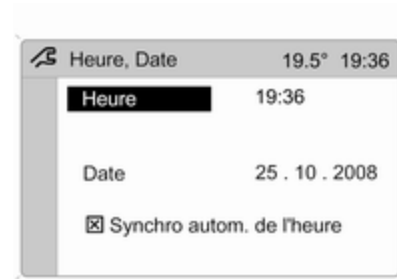 Heure, Date 19.5° 19:36
Heure 19:36
Date 25 . 10 . 2008
Synchro autom. de l'heure